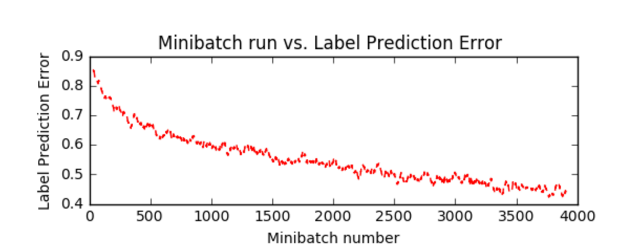 Minibatch run vs. Label Prediction Error
Label Prediction Error
0.9
0.8
0.7
0.6
0.5
0.4
0 500 1000 1500 2000 2500 3000 3500 4000
Minibatch number